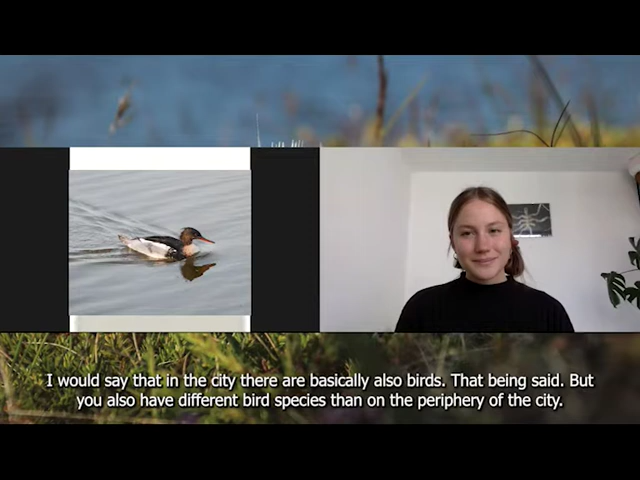 I would say that in the city there are basically also birds. That being said. But
you also have different bird species than on the periphery of the city.